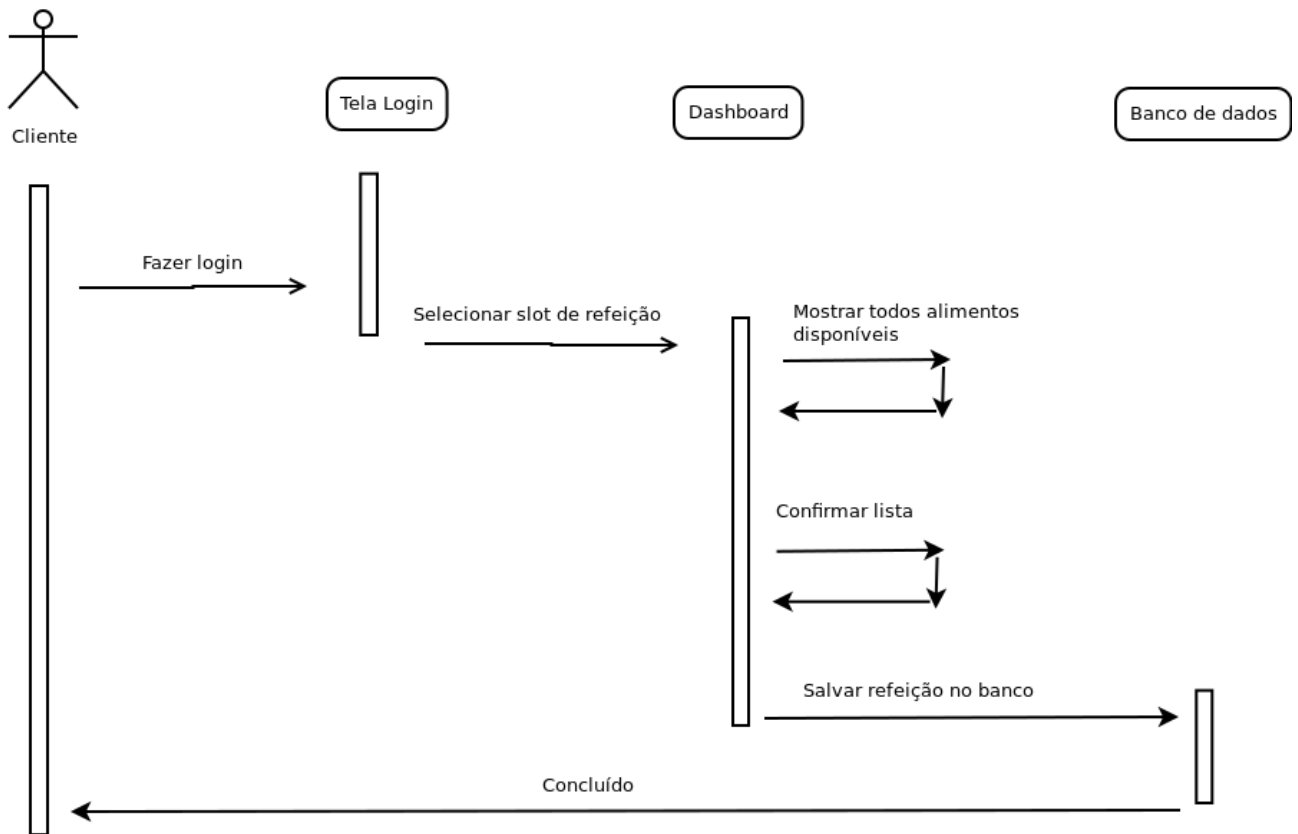 Cliente
Tela Login
Dashboard
Banco de dados
Fazer login
Selecionar slot de refeição
Mostrar todos alimentos
disponíveis
Confirmar lista
Salvar refeição no banco
Concluído